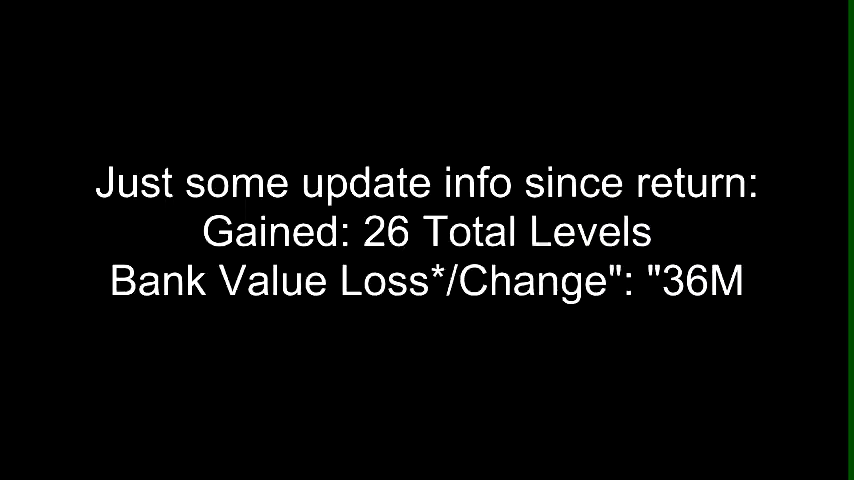 Just some update info since return:
Gained: 26 Total Levels
Bank Value Loss*/Change": "36M